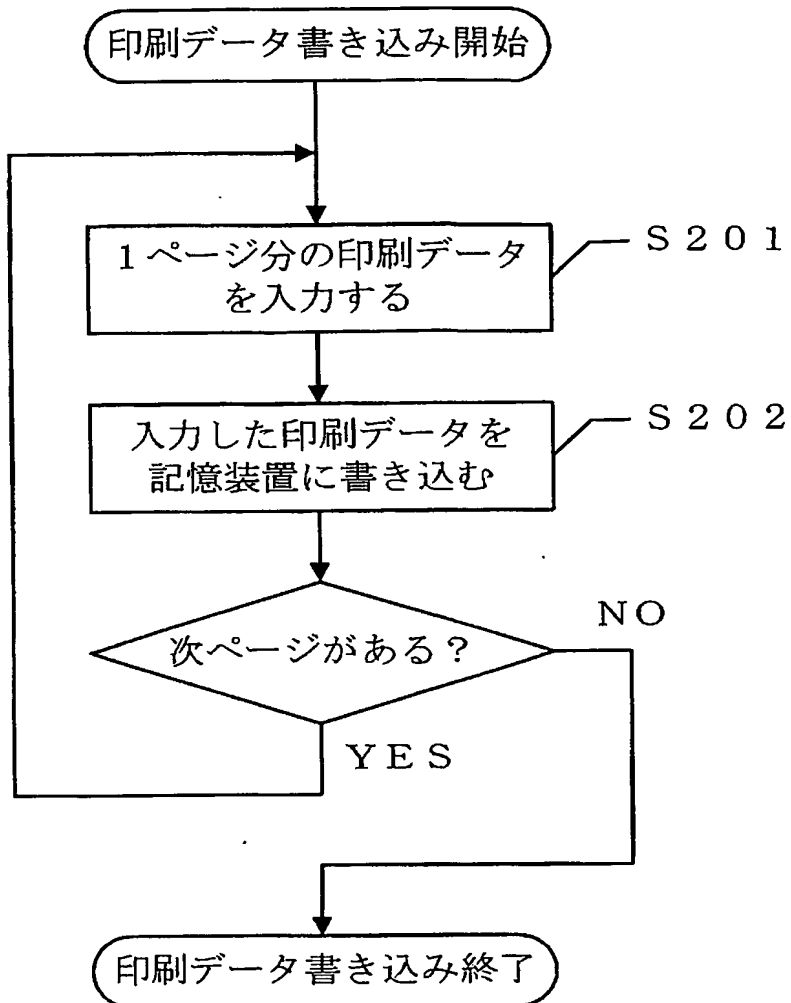 印刷データ書き込み開始
1ページ分の印刷データ
を入力する
S201
入力した印刷データを
記憶装置に書き込む
S202
次ページがある?
NO
YES
印刷データ書き込み終了